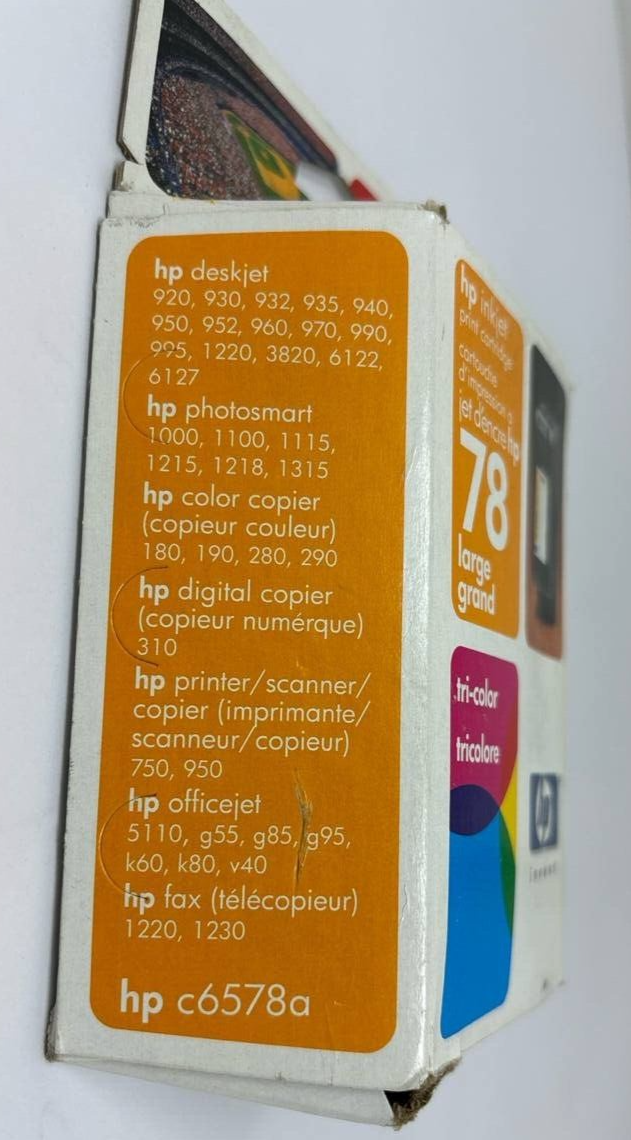 hp deskjet
920, 930, 932, 935, 940,
950, 952, 960, 970, 990,
995, 1220, 3820, 6122,
6127
hp photosmart
1000, 1100, 1115,
1215, 1218, 1315
hp color copier
(copieur couleur)
180, 190, 280, 290
hp digital copier
(copieur numérque)
310
hp printer/scanner/
copier (imprimante/
scanneur/copieur)
750, 950
hp officejet
5110, g55, g85, g95,
k60, k80, v40
hp fax (télécopieur)
1220, 1230
hp c6578a
hp inkjet
print cartridge
cartouche
d'impression à
jet d'encre hp
78
large
grand
tri-color
tricolore
hp
invent